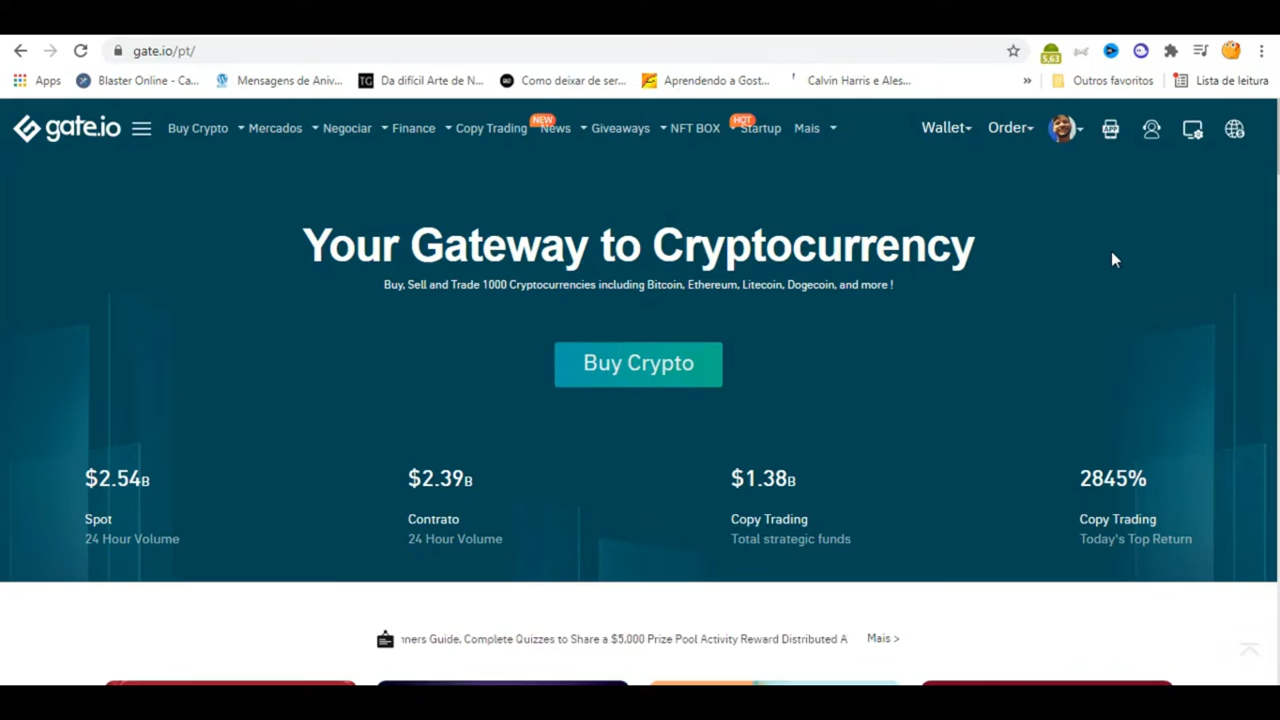 gate.io/pt/
5,63
Apps
Blaster Online - Ca...
Mensagens de Aniv...
TG
Da difícil Arte de N...
Como deixar de ser...
Aprendendo a Gost...
Calvin Harris e Ales...
»
Outros favoritos
Lista de leitura
gate.io
Buy Crypto
Mercados
Negociar
Finance
Copy Trading
NEW
News
Giveaways
NFT BOX
HOT
Startup
Mais
Wallet
Order
APP
Your Gateway to Cryptocurrency
Buy, Sell and Trade 1000 Cryptocurrencies including Bitcoin, Ethereum, Litecoin, Dogecoin, and more !
Buy Crypto
$2.54B
$2.39B
$1.38B
2845%
Spot
Contrato
Copy Trading
Copy Trading
24 Hour Volume
24 Hour Volume
Total strategic funds
Today's Top Return
nners Guide. Complete Quizzes to Share a $5.000 Prize Pool Activity Reward Distributed A
Mais >